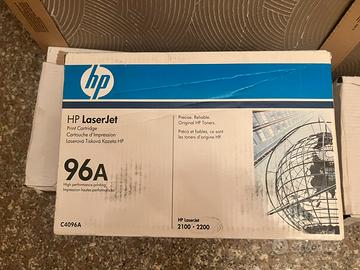 hp
HP LaserJet
Print Cartridge
Cartouche d'Impression
Laserová Tisková Kazeta HP
Precise. Reliable.
Original HP Toners.
Précis et fiables, ce sont
les toners originaux HP.
96A
High performance printing
Impression hautes performances
C4096A
HP LaserJet
2100 • 2200